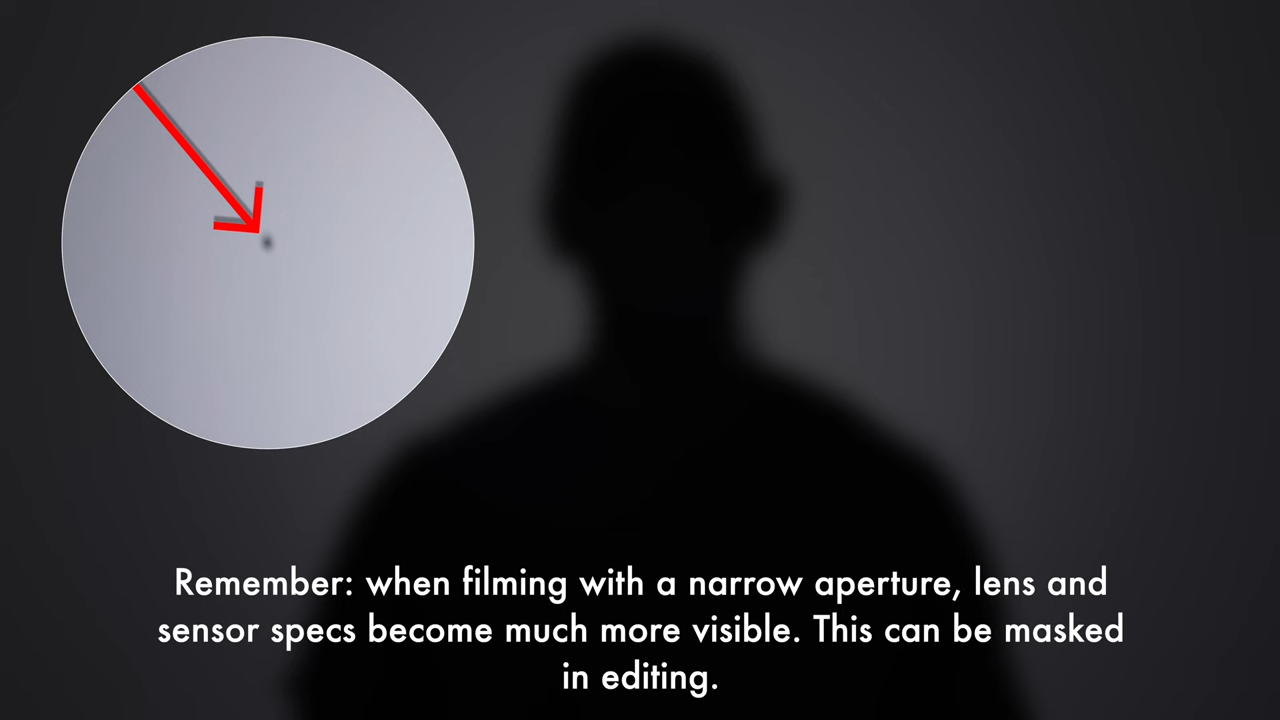 Remember: when filming with a narrow aperture, lens and
sensor specs become much more visible. This can be masked
in editing.